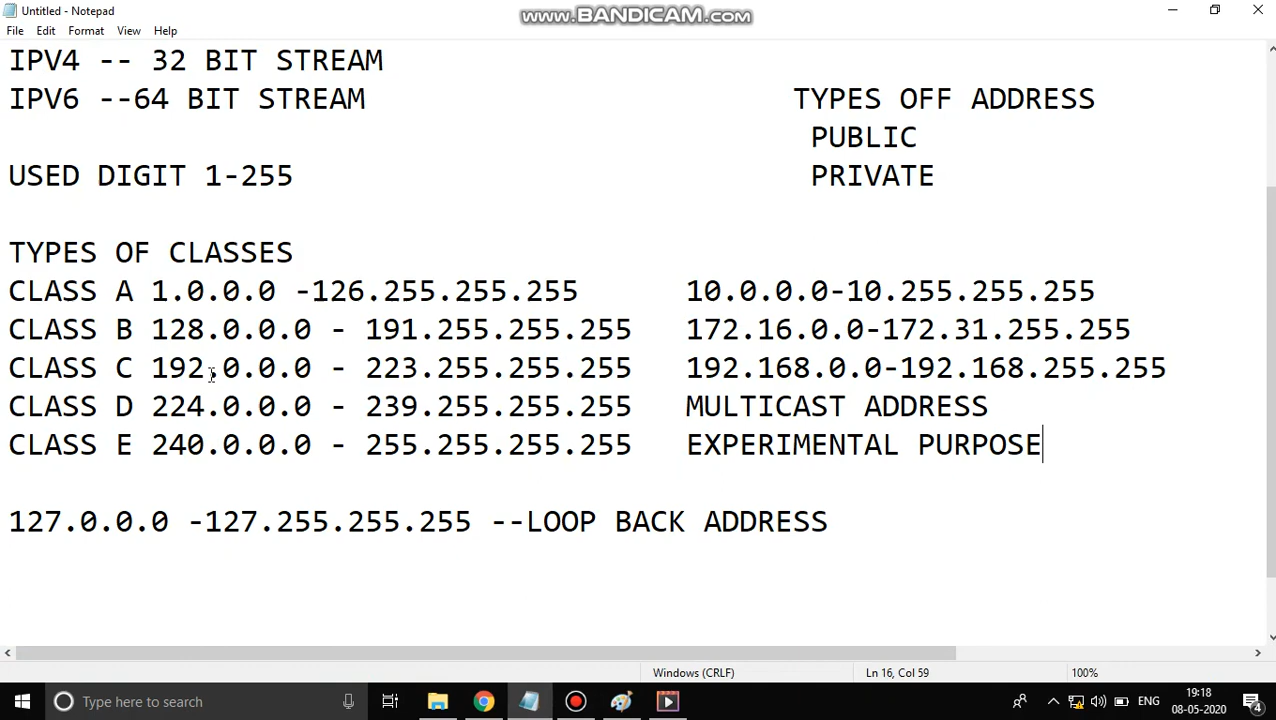 Untitled - Notepad
www.BANDICAM.com
File Edit Format View Help
IPV4 -- 32 BIT STREAM
IPV6 --64 BIT STREAM TYPES OFF ADDRESS
PUBLIC
USED DIGIT 1-255 PRIVATE
TYPES OF CLASSES
CLASS A 1.0.0.0 -126.255.255.255 10.0.0.0-10.255.255.255
CLASS B 128.0.0.0 - 191.255.255.255 172.16.0.0-172.31.255.255
CLASS C 192.0.0.0 - 223.255.255.255 192.168.0.0-192.168.255.255
CLASS D 224.0.0.0 - 239.255.255.255 MULTICAST ADDRESS
CLASS E 240.0.0.0 - 255.255.255.255 EXPERIMENTAL PURPOSE
127.0.0.0 -127.255.255.255 --LOOP BACK ADDRESS
Windows (CRLF) Ln 16, Col 59 100%
Type here to search ENG 19:18
08-05-2020 4